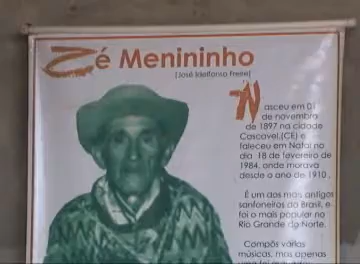 Zé Menininho
[José Ildefonso Freire]
Nasceu em 01
de novembro
de 1897 na cidade
Cascavel,(CE) e
faleceu em Natal no
dia 18 de fevereiro de
1984, onde morava
desde o ano de 1910.
É um dos mais antigos
sanfoneiros do Brasil, e
foi o mais popular no
Rio Grande do Norte.
Compôs várias
músicas, mas apenas
uma foi